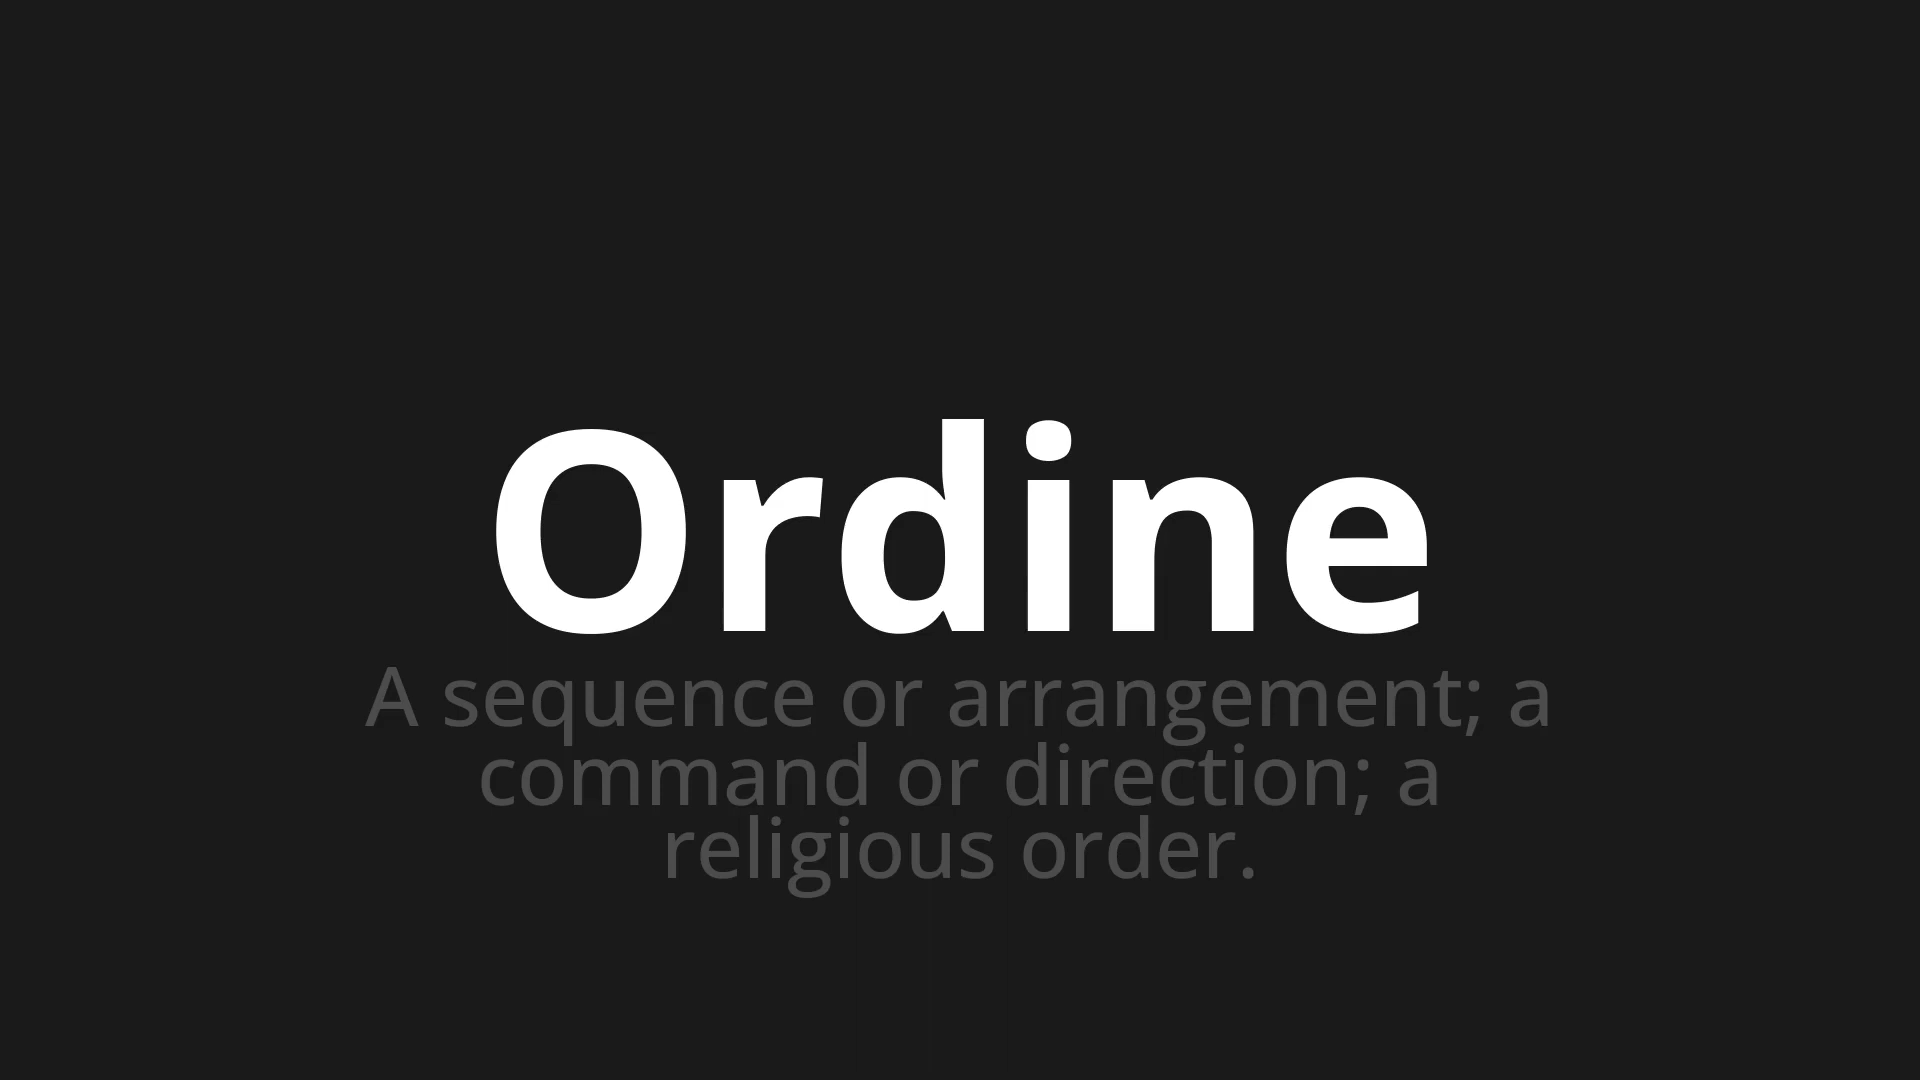 Ordine
A sequence or arrangement; a
command or direction; a
religious order.